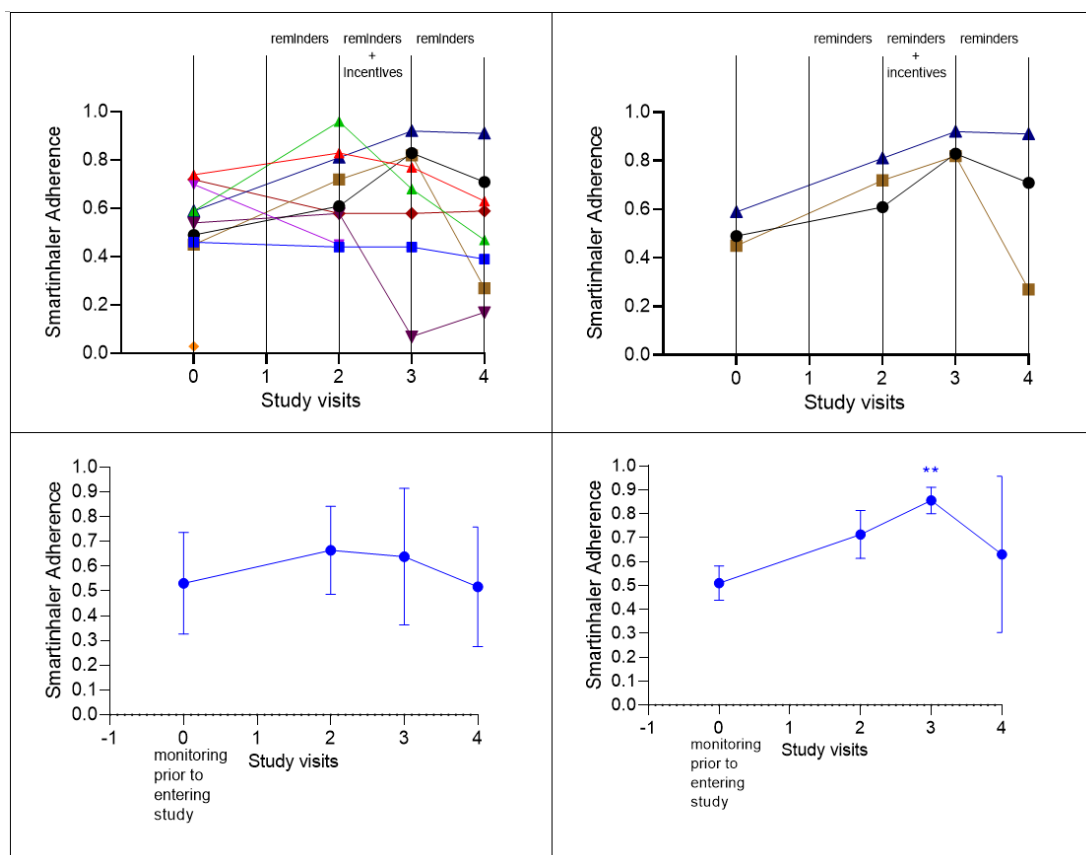 remInders remInders remInders
+
Incentives
Smartinhaler Adherence
1.0
0.8
0.6
0.4
0.2
0.0
0 1 2 3 4
Study visits
reminders reminders reminders
+
incentives
Smartinhaler Adherence
1.0
0.8
0.6
0.4
0.2
0.0
0 1 2 3 4
Study visits
Smartinhaler Adherence
1.0
0.9
0.8
0.7
0.6
0.5
0.4
0.3
0.2
0.1
0.0
-1 0 1 2 3 4
monitoring
prior to
entering
study
Study visits
Smartinhaler Adherence
1.0
0.9
0.8
0.7
0.6
0.5
0.4
0.3
0.2
0.1
0.0
**
-1 0 1 2 3 4
monitoring
prior to
entering
study
Study visits